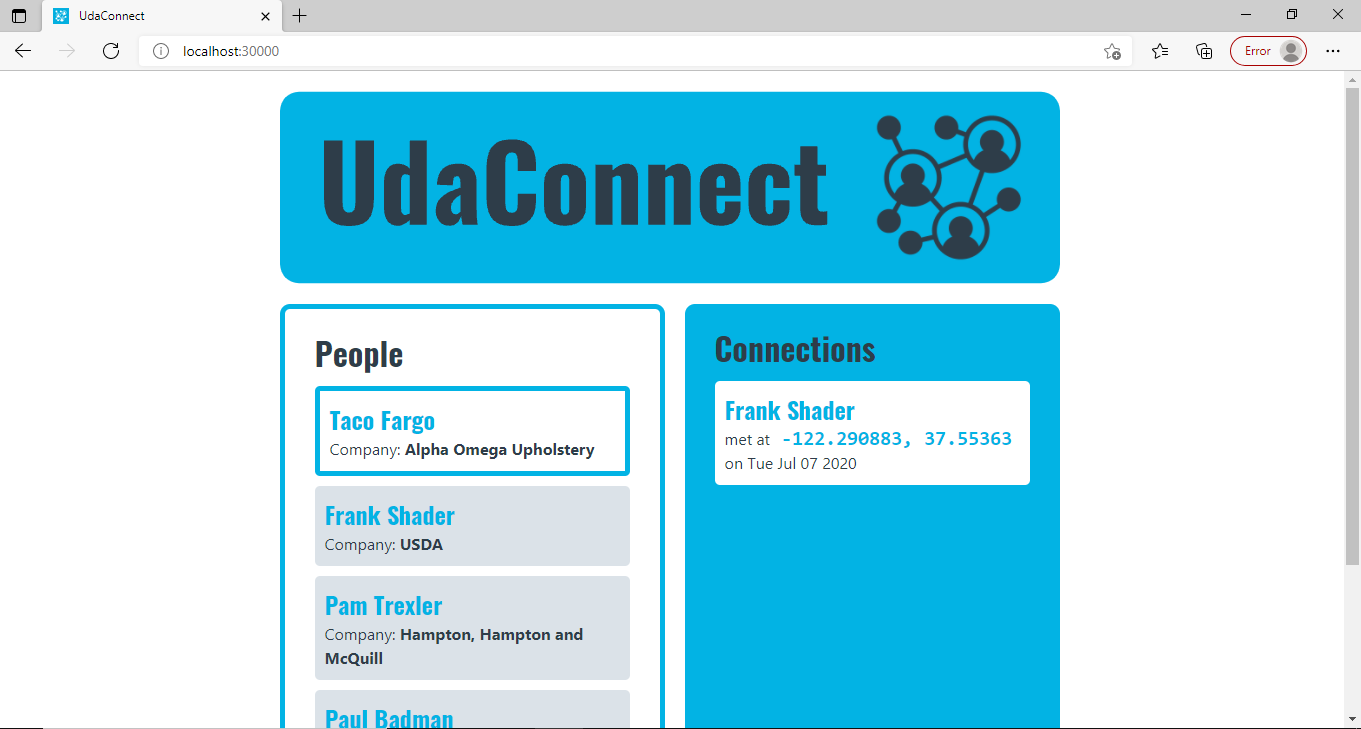 UdaConnect
localhost:30000
Error
UdaConnect
People
Taco Fargo
Company: Alpha Omega Upholstery
Frank Shader
Company: USDA
Pam Trexler
Company: Hampton, Hampton and
McQuill
Paul Badman
Connections
Frank Shader
met at -122.290883, 37.55363
on Tue Jul 07 2020